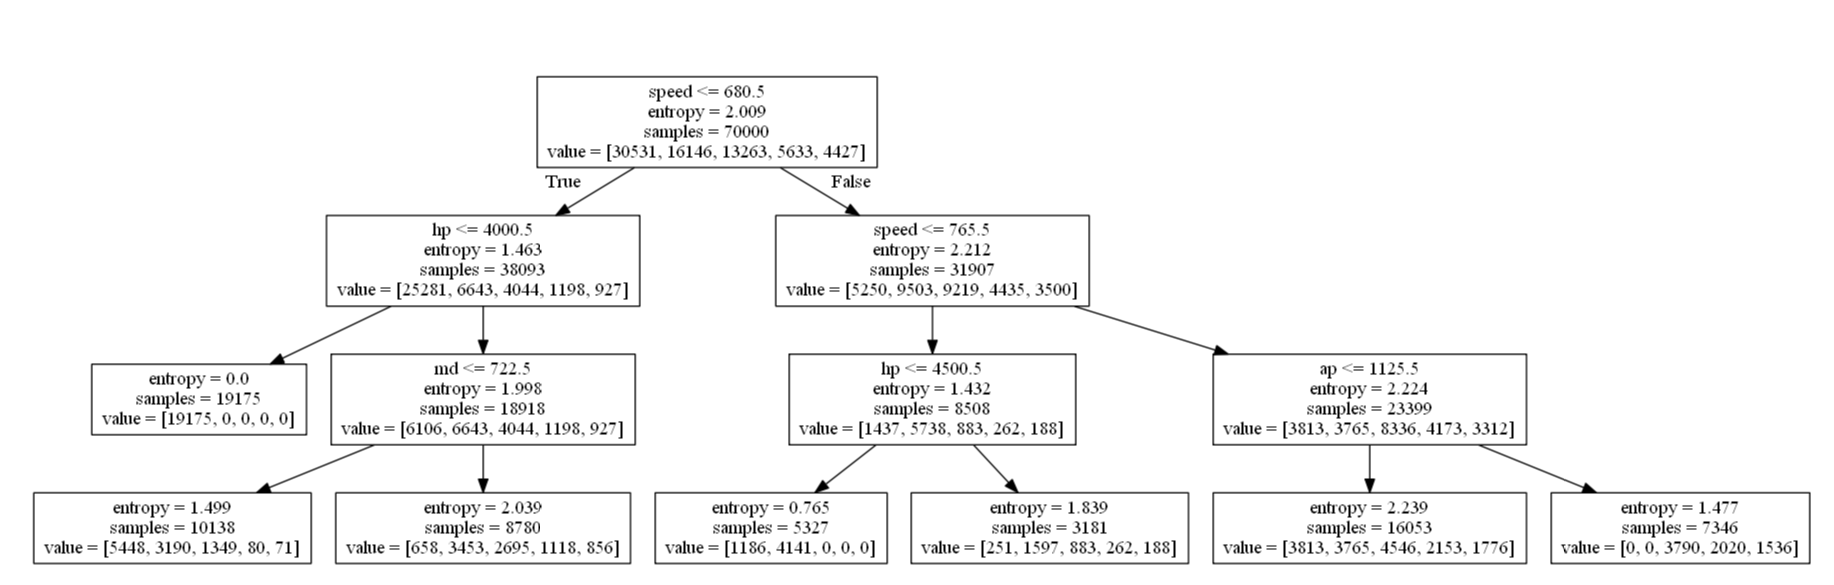 speed <= 680.5
entropy = 2.009
samples = 70000
value = [30531, 16146, 13263, 5633, 4427]
True
False
hp <= 4000.5
entropy = 1.463
samples = 38093
value = [25281, 6643, 4044, 1198, 927]
speed <= 765.5
entropy = 2.212
samples = 31907
value = [5250, 9503, 9219, 4435, 3500]
entropy = 0.0
samples = 19175
value = [19175, 0, 0, 0, 0]
md <= 722.5
entropy = 1.998
samples = 18918
value = [6106, 6643, 4044, 1198, 927]
hp <= 4500.5
entropy = 1.432
samples = 8508
value = [1437, 5738, 883, 262, 188]
ap <= 1125.5
entropy = 2.224
samples = 23399
value = [3813, 3765, 8336, 4173, 3312]
entropy = 1.499
samples = 10138
value = [5448, 3190, 1349, 80, 71]
entropy = 2.039
samples = 8780
value = [658, 3453, 2695, 1118, 856]
entropy = 0.765
samples = 5327
value = [1186, 4141, 0, 0, 0]
entropy = 1.839
samples = 3181
value = [251, 1597, 883, 262, 188]
entropy = 2.239
samples = 16053
value = [3813, 3765, 4546, 2153, 1776]
entropy = 1.477
samples = 7346
value = [0, 0, 3790, 2020, 1536]